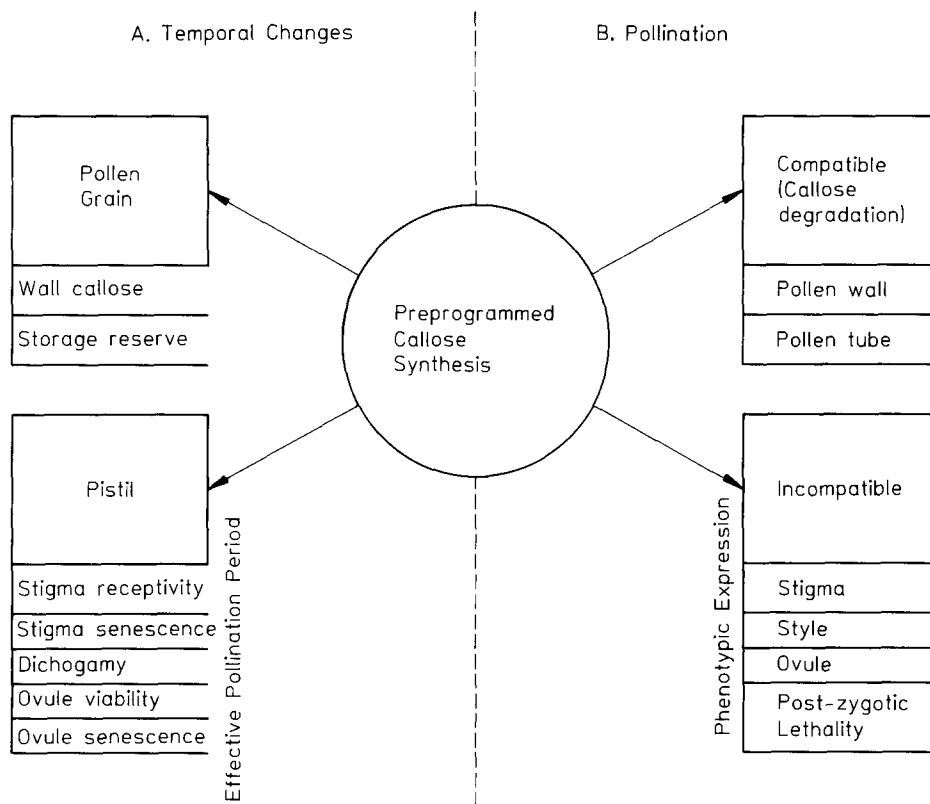 A. Temporal Changes
B. Pollination
Pollen
Grain
Wall callose
Storage reserve
Pistil
Stigma receptivity
Stigma senescence
Dichogamy
Ovule viability
Ovule senescence
Effective Pollination Period
Preprogrammed
Callose
Synthesis
Compatible
(Callose
degradation)
Pollen wall
Pollen tube
Phenotypic Expression
Incompatible
Stigma
Style
Ovule
Post-zygotic
Lethality